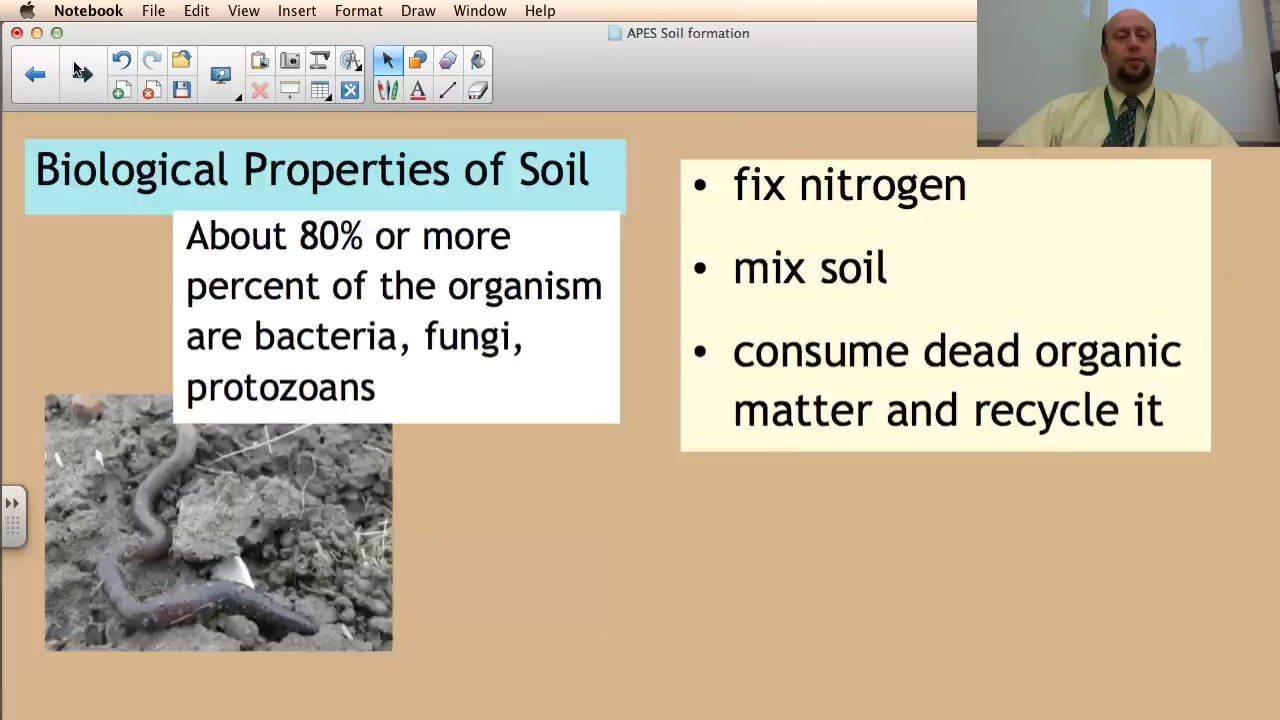 Notebook File Edit View Insert Format Draw Window Help
APES Soil formation
A
Biological Properties of Soil
About 80% or more
percent of the organism
are bacteria, fungi,
protozoans
• fix nitrogen
• mix soil
• consume dead organic
matter and recycle it